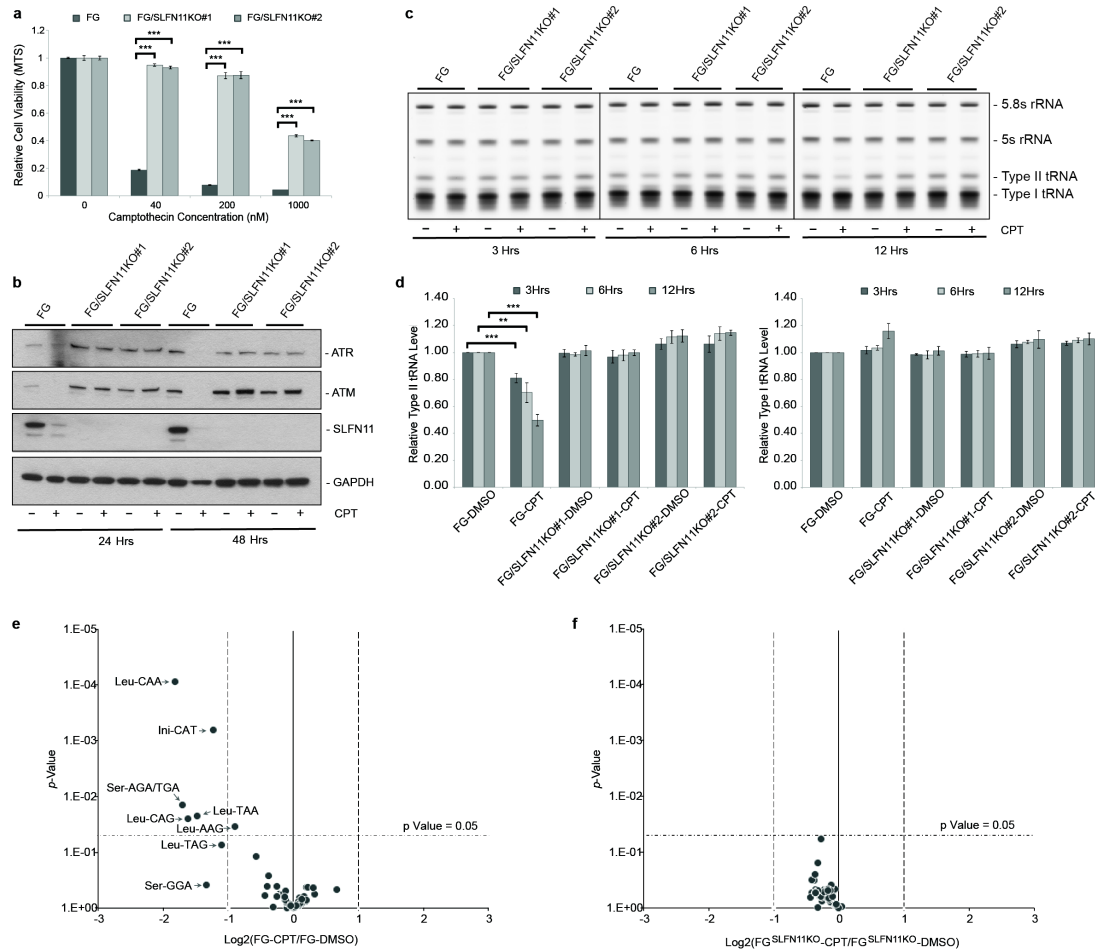 a
FG FG/SLFN11KO#1 FG/SLFN11KO#2
Relative Cell Viability (MTS)
1.2
1
0.8
0.6
0.4
0.2
0
*** *** *** *** *** ***
0 40 200 1000
Camptothecin Concentration (nM)
b
FG FG/SLFN11KO#1 FG/SLFN11KO#2 FG FG/SLFN11KO#1 FG/SLFN11KO#2
- ATR
- ATM
- SLFN11
- GAPDH
– + – + – + – + – + – + CPT
24 Hrs 48 Hrs
c
FG FG/SLFN11KO#1 FG/SLFN11KO#2 FG FG/SLFN11KO#1 FG/SLFN11KO#2 FG FG/SLFN11KO#1 FG/SLFN11KO#2
- 5.8s rRNA
- 5s rRNA
- Type II tRNA
- Type I tRNA
– + – + – + – + – + – + – + – + – + CPT
3 Hrs 6 Hrs 12 Hrs
d
3Hrs 6Hrs 12Hrs
Relative Type II tRNA Level
1.40
1.20
1.00
0.80
0.60
0.40
0.20
0.00
***
**
***
FG-DMSO
FG-CPT
FG/SLFN11KO#1-DMSO
FG/SLFN11KO#1-CPT
FG/SLFN11KO#2-DMSO
FG/SLFN11KO#2-CPT
3Hrs 6Hrs 12Hrs
Relative Type I tRNA Level
1.40
1.20
1.00
0.80
0.60
0.40
0.20
0.00
FG-DMSO
FG-CPT
FG/SLFN11KO#1-DMSO
FG/SLFN11KO#1-CPT
FG/SLFN11KO#2-DMSO
FG/SLFN11KO#2-CPT
e
p-Value
1.E-05
1.E-04
1.E-03
1.E-02
1.E-01
1.E+00
Leu-CAA
Ini-CAT
Ser-AGA/TGA
Leu-TAA
Leu-CAG
Leu-AAG
Leu-TAG
Ser-GGA
p Value = 0.05
-3 -2 -1 0 1 2 3
Log2(FG-CPT/FG-DMSO)
f
p-Value
1.E-05
1.E-04
1.E-03
1.E-02
1.E-01
1.E+00
p Value = 0.05
-3 -2 -1 0 1 2 3
Log2(FG^SLFN11KO-CPT/FG^SLFN11KO-DMSO)